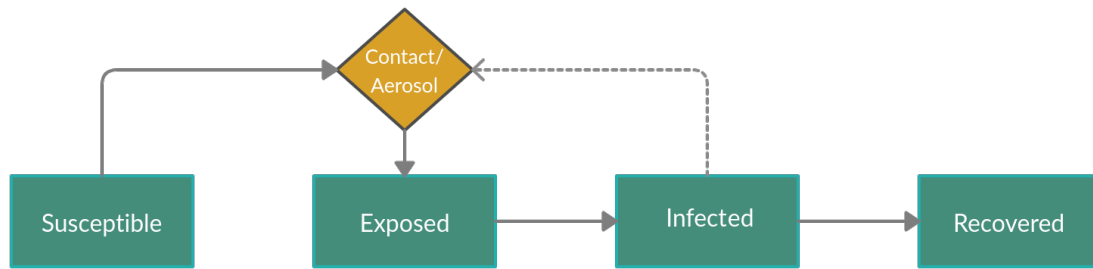 Contact/
Aerosol
Susceptible
Exposed
Infected
Recovered